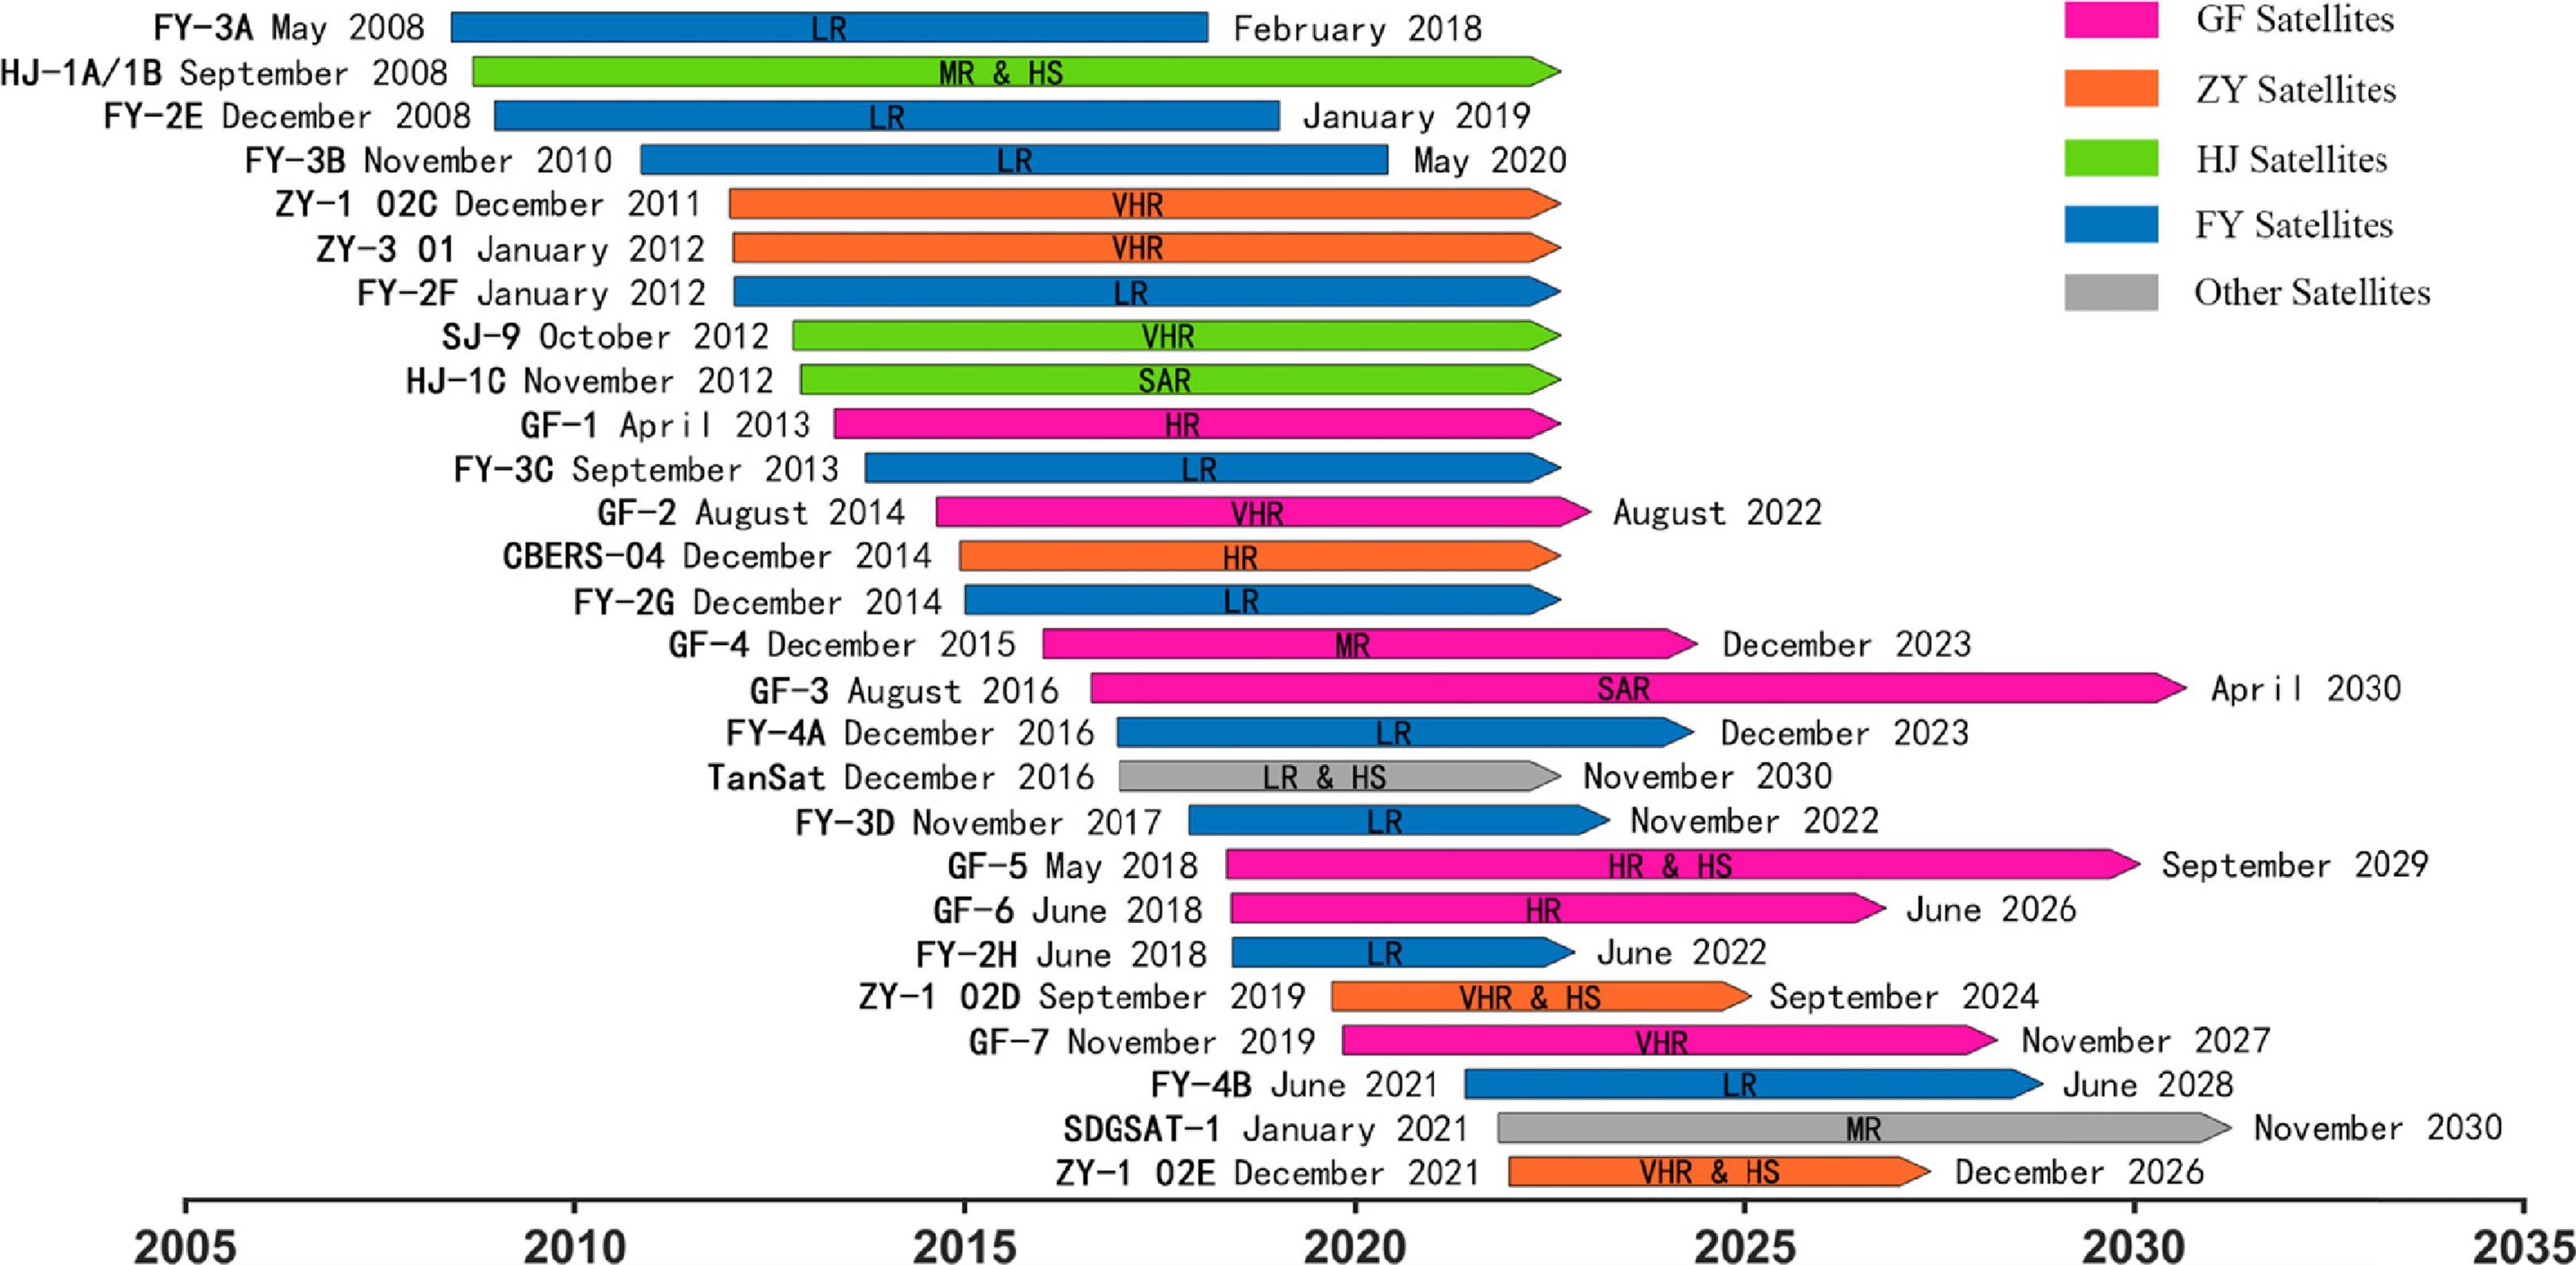 FY-3A May 2008 LR February 2018
HJ-1A/1B September 2008 MR & HS
FY-2E December 2008 LR January 2019
FY-3B November 2010 LR May 2020
ZY-1 02C December 2011 VHR
ZY-3 01 January 2012 VHR
FY-2F January 2012 LR
SJ-9 October 2012 VHR
HJ-1C November 2012 SAR
GF-1 April 2013 HR
FY-3C September 2013 LR
GF-2 August 2014 VHR August 2022
CBERS-04 December 2014 HR
FY-2G December 2014 LR
GF-4 December 2015 MR December 2023
GF-3 August 2016 SAR April 2030
FY-4A December 2016 LR December 2023
TanSat December 2016 LR & HS November 2030
FY-3D November 2017 LR November 2022
GF-5 May 2018 HR & HS September 2029
GF-6 June 2018 HR June 2026
FY-2H June 2018 LR June 2022
ZY-1 02D September 2019 VHR & HS September 2024
GF-7 November 2019 VHR November 2027
FY-4B June 2021 LR June 2028
SDGSAT-1 January 2021 MR November 2030
ZY-1 02E December 2021 VHR & HS December 2026
2005 2010 2015 2020 2025 2030 2035
GF Satellites
ZY Satellites
HJ Satellites
FY Satellites
Other Satellites